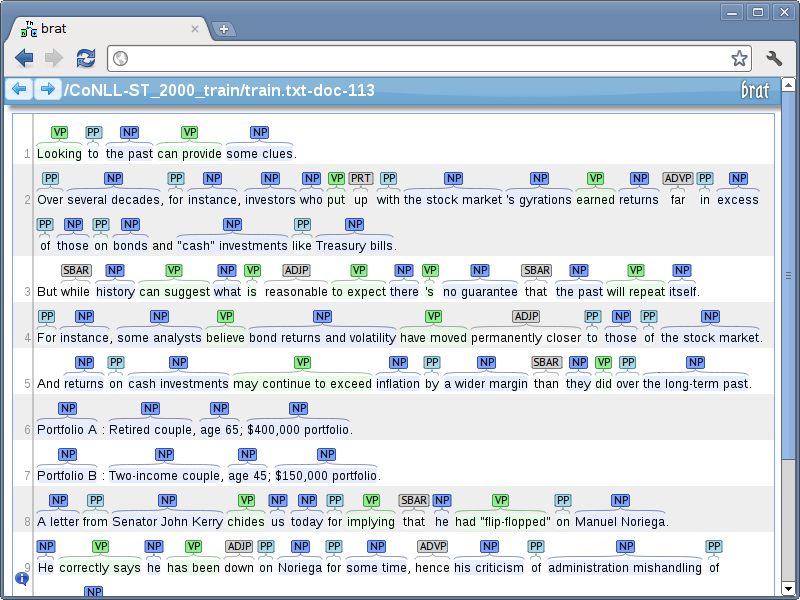 brat
/CoNLL-ST_2000_train/train.txt-doc-113
brat
VP PP NP VP NP
1 Looking to the past can provide some clues.
PP NP PP NP NP NP VP PRT PP NP NP VP NP ADVP PP NP
2 Over several decades, for instance, investors who put up with the stock market 's gyrations earned returns far in excess
PP NP PP NP NP PP NP
of those on bonds and "cash" investments like Treasury bills.
SBAR NP VP NP VP ADJP VP NP VP NP SBAR NP VP NP
3 But while history can suggest what is reasonable to expect there 's no guarantee that the past will repeat itself.
PP NP NP VP NP VP ADJP PP NP PP NP
4 For instance, some analysts believe bond returns and volatility have moved permanently closer to those of the stock market.
NP PP NP VP NP PP NP SBAR NP VP PP NP
5 And returns on cash investments may continue to exceed inflation by a wider margin than they did over the long-term past.
NP NP NP NP
6 Portfolio A : Retired couple, age 65; $400,000 portfolio.
NP NP NP NP
7 Portfolio B : Two-income couple, age 45; $150,000 portfolio.
NP PP NP VP NP NP PP VP SBAR NP VP PP NP
8 A letter from Senator John Kerry chides us today for implying that he had "flip-flopped" on Manuel Noriega.
NP VP NP VP ADJP PP NP PP NP ADVP NP PP NP PP
9 He correctly says he has been down on Noriega for some time, hence his criticism of administration mishandling of
NP